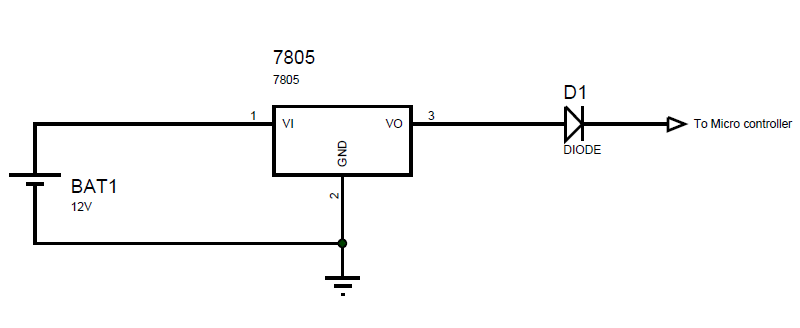 7805
7805
1
VI
VO
3
GND
2
D1
DIODE
To Micro controller
BAT1
12V